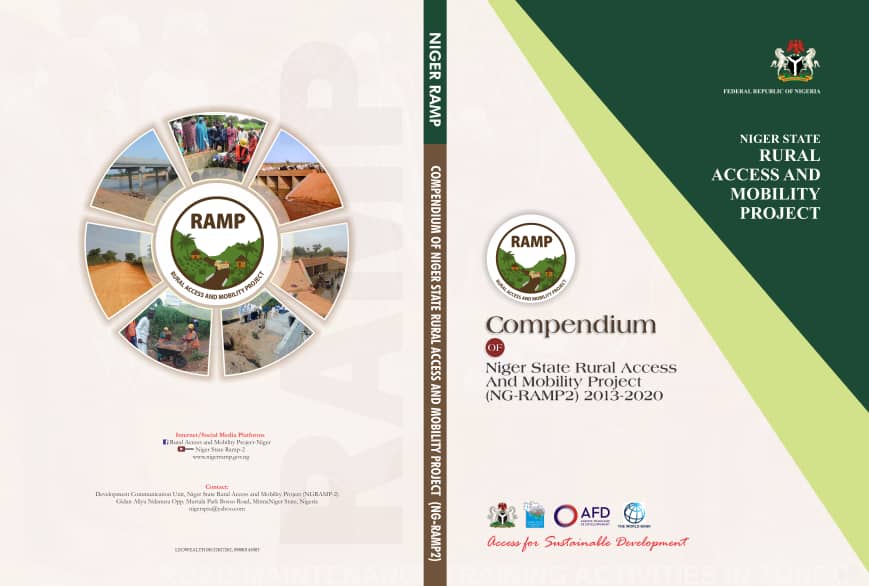 RAMP
RURAL ACCESS AND MOBILITY PROJECT
Internet/Social Media Platforms
Rural Access and Mobility Project-Niger
Niger State Ramp-2
www.nigerramp.gov.ng
Contact:
Development Communication Unit, Niger State Rural Access and Mobility Project (NGRAMP-2)
NIGER RAMP
COMPENDIUM OF NIGER STATE RURAL ACCESS AND MOBILITY PROJECT (NG-RAMP2)
FEDERAL REPUBLIC OF NIGERIA
NIGER STATE
RURAL
ACCESS AND
MOBILITY
PROJECT
RAMP
RURAL ACCESS AND MOBILITY PROJECT
Compendium
OF
Niger State Rural Access
And Mobility Project
(NG-RAMP2) 2013-2020
AFD
THE WORLD BANK
Access for Sustainable Development
RAMP